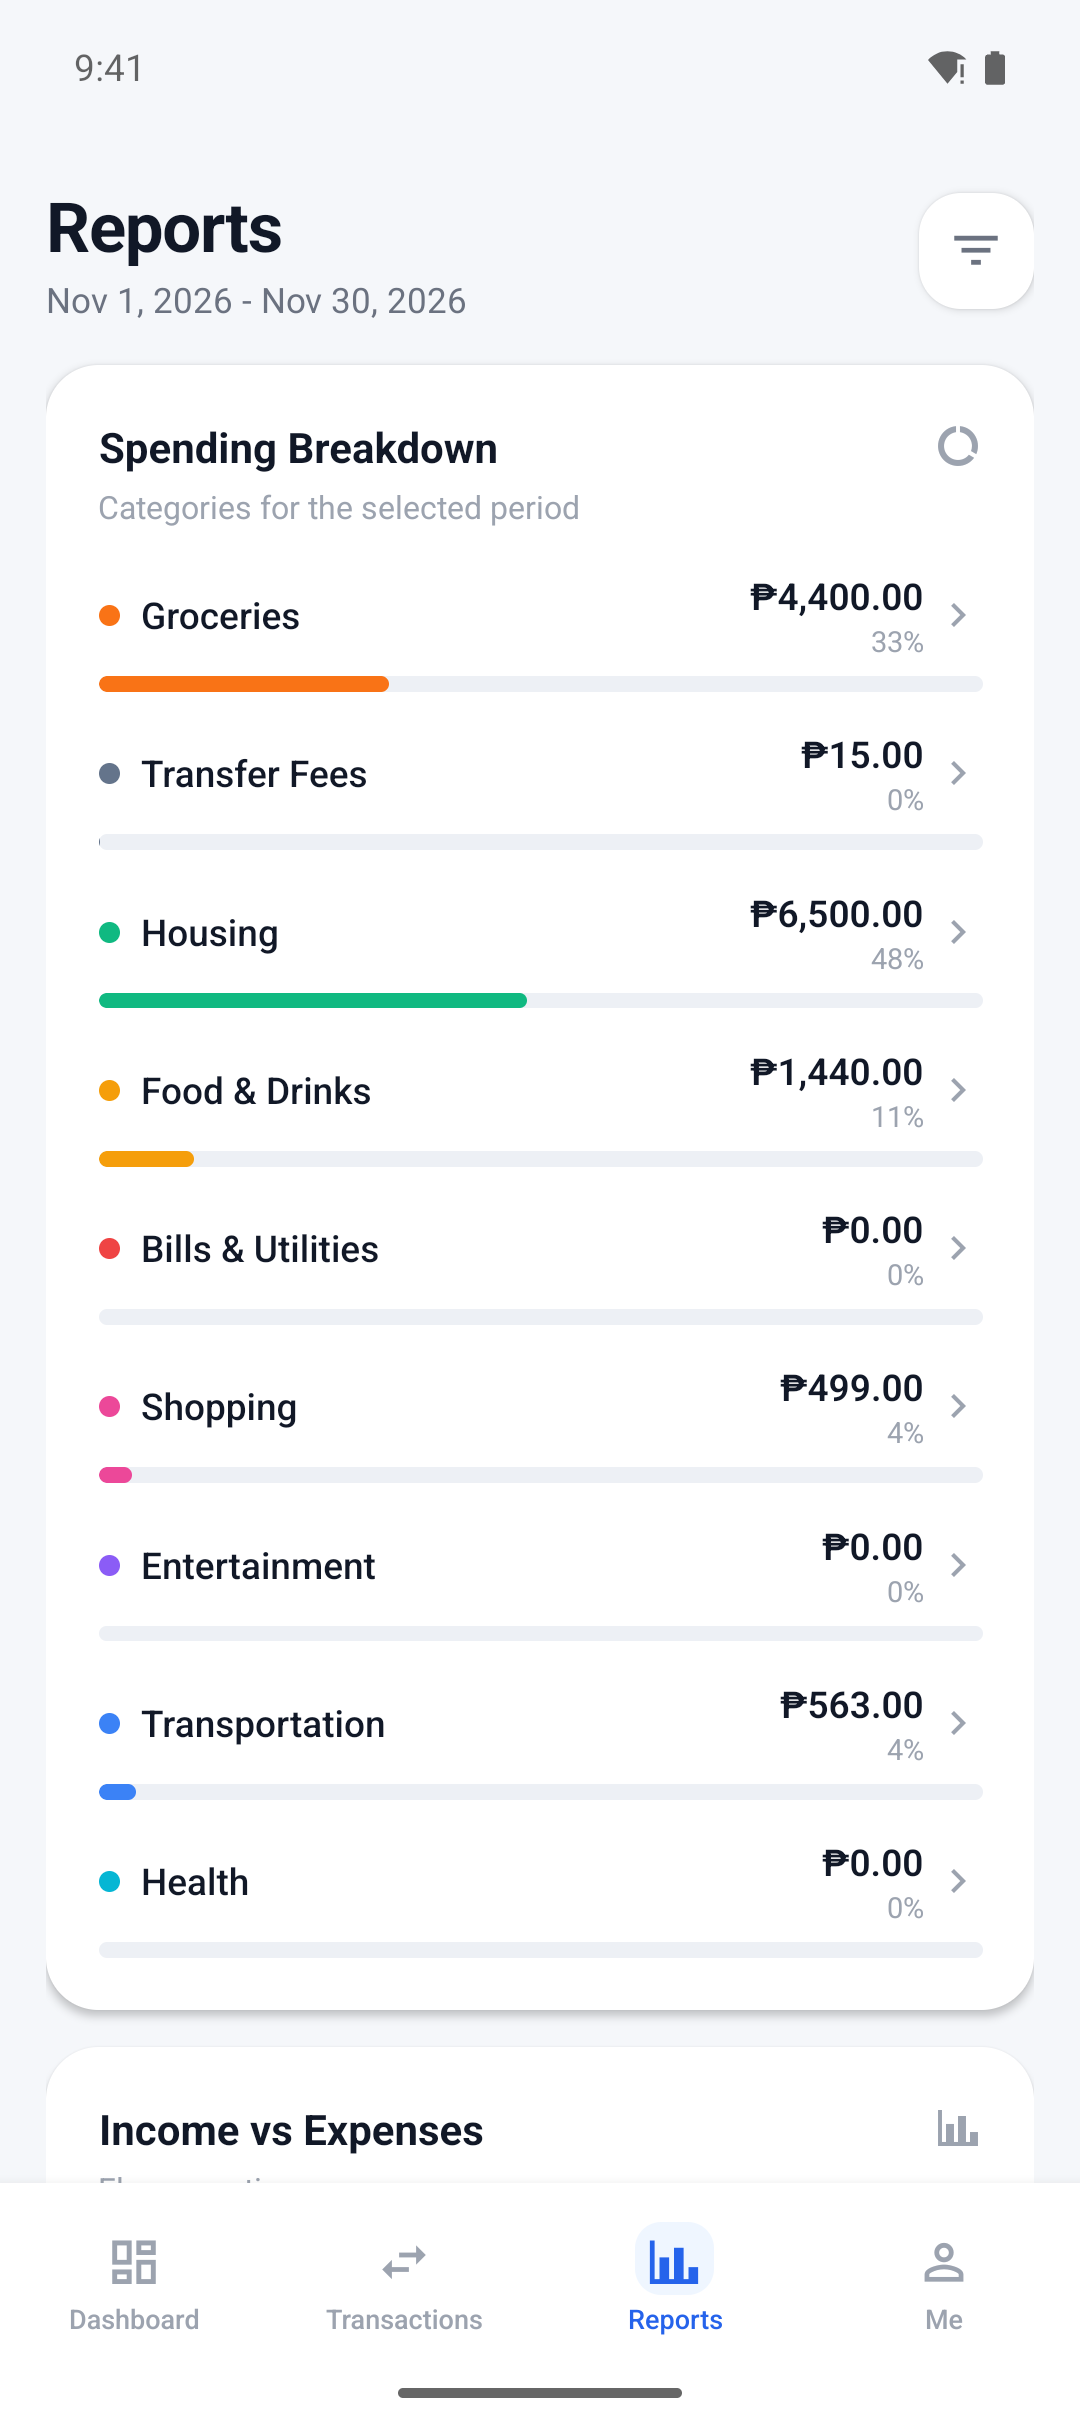 9:41
Reports
Nov 1, 2026 - Nov 30, 2026
Spending Breakdown
Categories for the selected period
Groceries
₱4,400.00
33%
Transfer Fees
₱15.00
0%
Housing
₱6,500.00
48%
Food & Drinks
₱1,440.00
11%
Bills & Utilities
₱0.00
0%
Shopping
₱499.00
4%
Entertainment
₱0.00
0%
Transportation
₱563.00
4%
Health
₱0.00
0%
Income vs Expenses
Dashboard
Transactions
Reports
Me